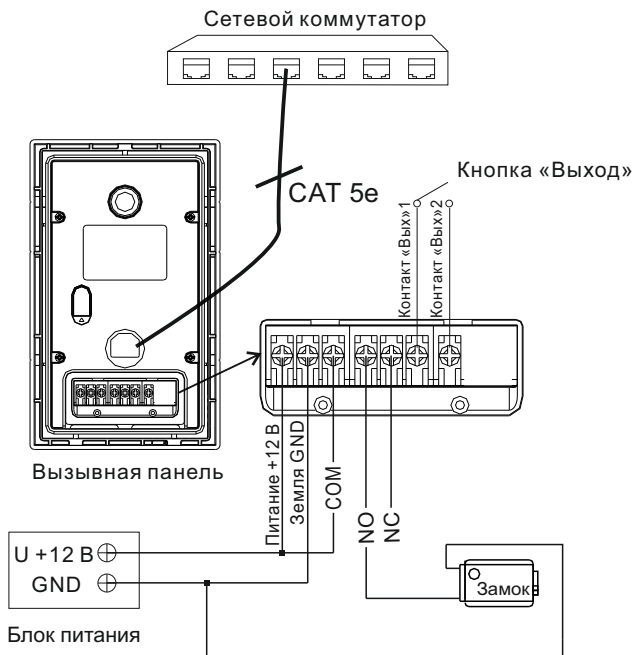 Сетевой коммутатор
CAT 5e
Кнопка «Выход»
Контакт «Вых»1
Контакт «Вых»2
Вызывная панель
Питание +12 В
Земля GND
COM
NO
NC
U +12 В
GND
Замок
Блок питания